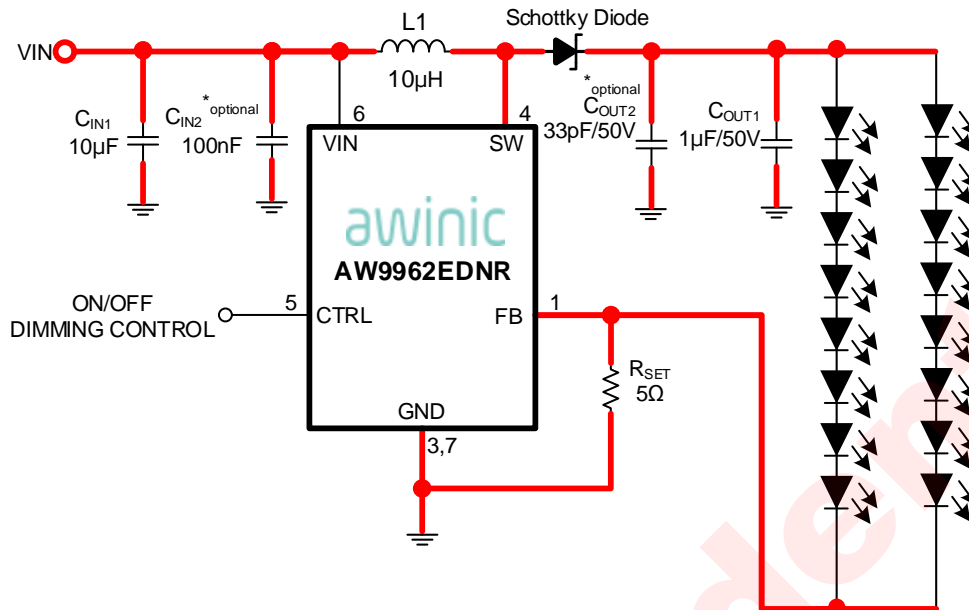 VIN
L1
10µH
Schottky Diode
CIN1
10µF
CIN2
*optional
100nF
*optional
COUT2
33pF/50V
COUT1
1µF/50V
6
VIN
4
SW
awinic
AW9962EDNR
ON/OFF
DIMMING CONTROL
5
CTRL
FB
1
RSET
5Ω
GND
3,7